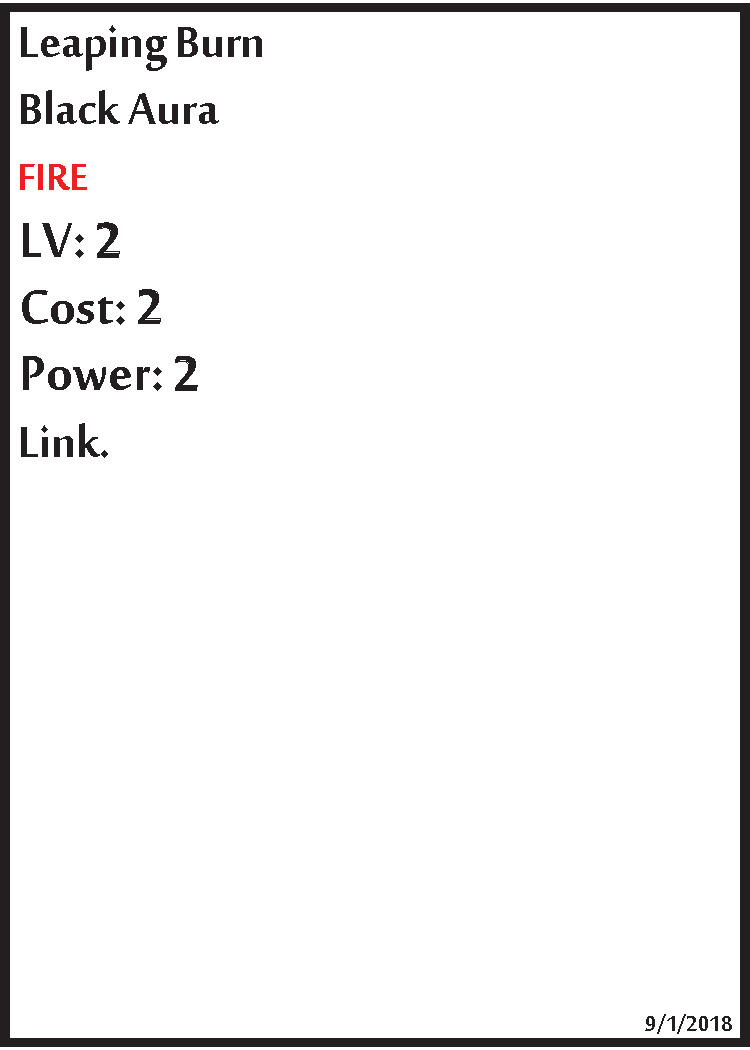 Leaping Burn
Black Aura
FIRE
LV: 2
Cost: 2
Power: 2
Link.
9/1/2018